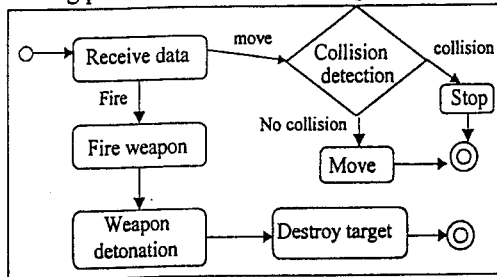 move
Receive data
Collision
detection
collision
Fire
Stop
No collision
Fire weapon
Move
Weapon
detonation
Destroy target